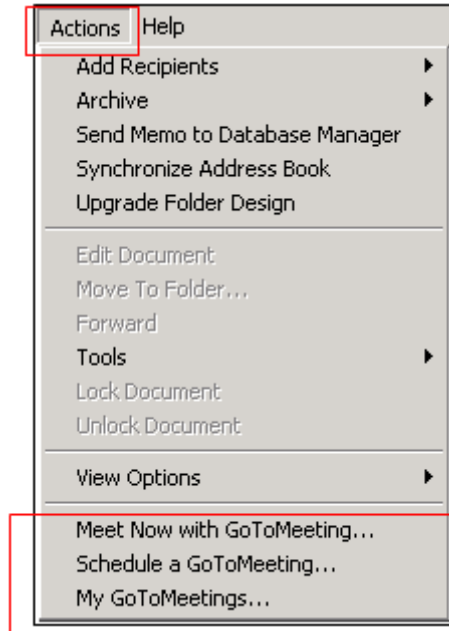 Actions Help
Add Recipients
Archive
Send Memo to Database Manager
Synchronize Address Book
Upgrade Folder Design
Edit Document
Move To Folder...
Forward
Tools
Lock Document
Unlock Document
View Options
Meet Now with GoToMeeting...
Schedule a GoToMeeting...
My GoToMeetings...